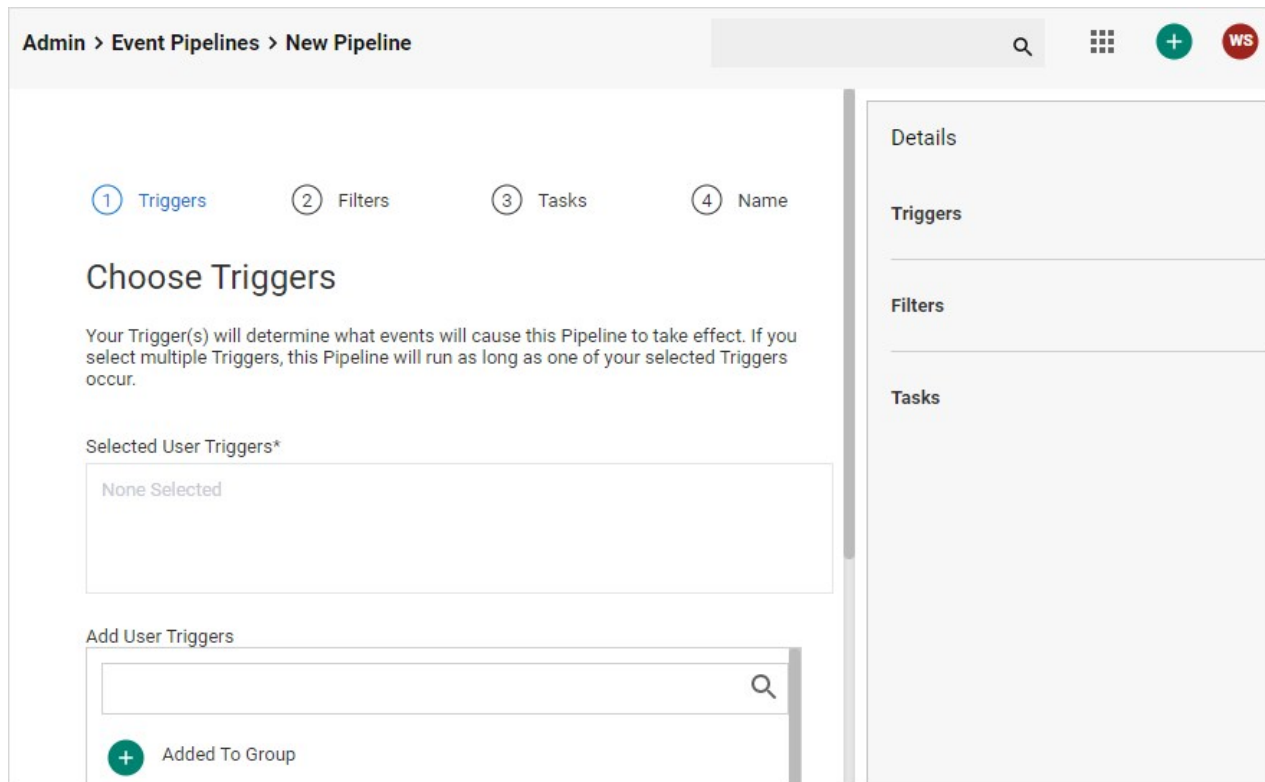 Admin > Event Pipelines > New Pipeline
WS
1 Triggers
2 Filters
3 Tasks
4 Name
Choose Triggers
Your Trigger(s) will determine what events will cause this Pipeline to take effect. If you
select multiple Triggers, this Pipeline will run as long as one of your selected Triggers
occur.
Selected User Triggers*
None Selected
Add User Triggers
Added To Group
Details
Triggers
Filters
Tasks